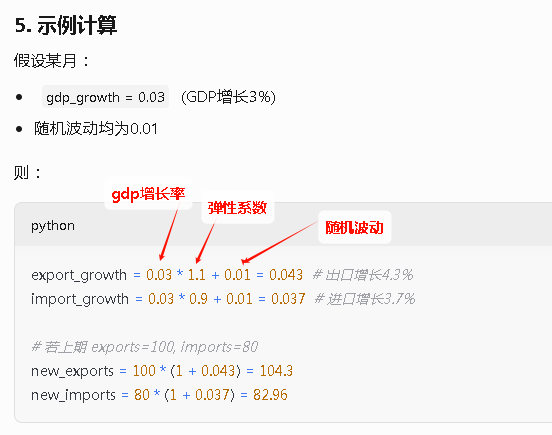 5. 示例计算
假设某月：
gdp_growth = 0.03 (GDP增长3%)
随机波动均为0.01
则：
gdp增长率
弹性系数
随机波动
python
export_growth = 0.03 * 1.1 + 0.01 = 0.043 # 出口增长4.3%
import_growth = 0.03 * 0.9 + 0.01 = 0.037 # 进口增长3.7%
# 若上期 exports=100, imports=80
new_exports = 100 * (1 + 0.043) = 104.3
new_imports = 80 * (1 + 0.037) = 82.96